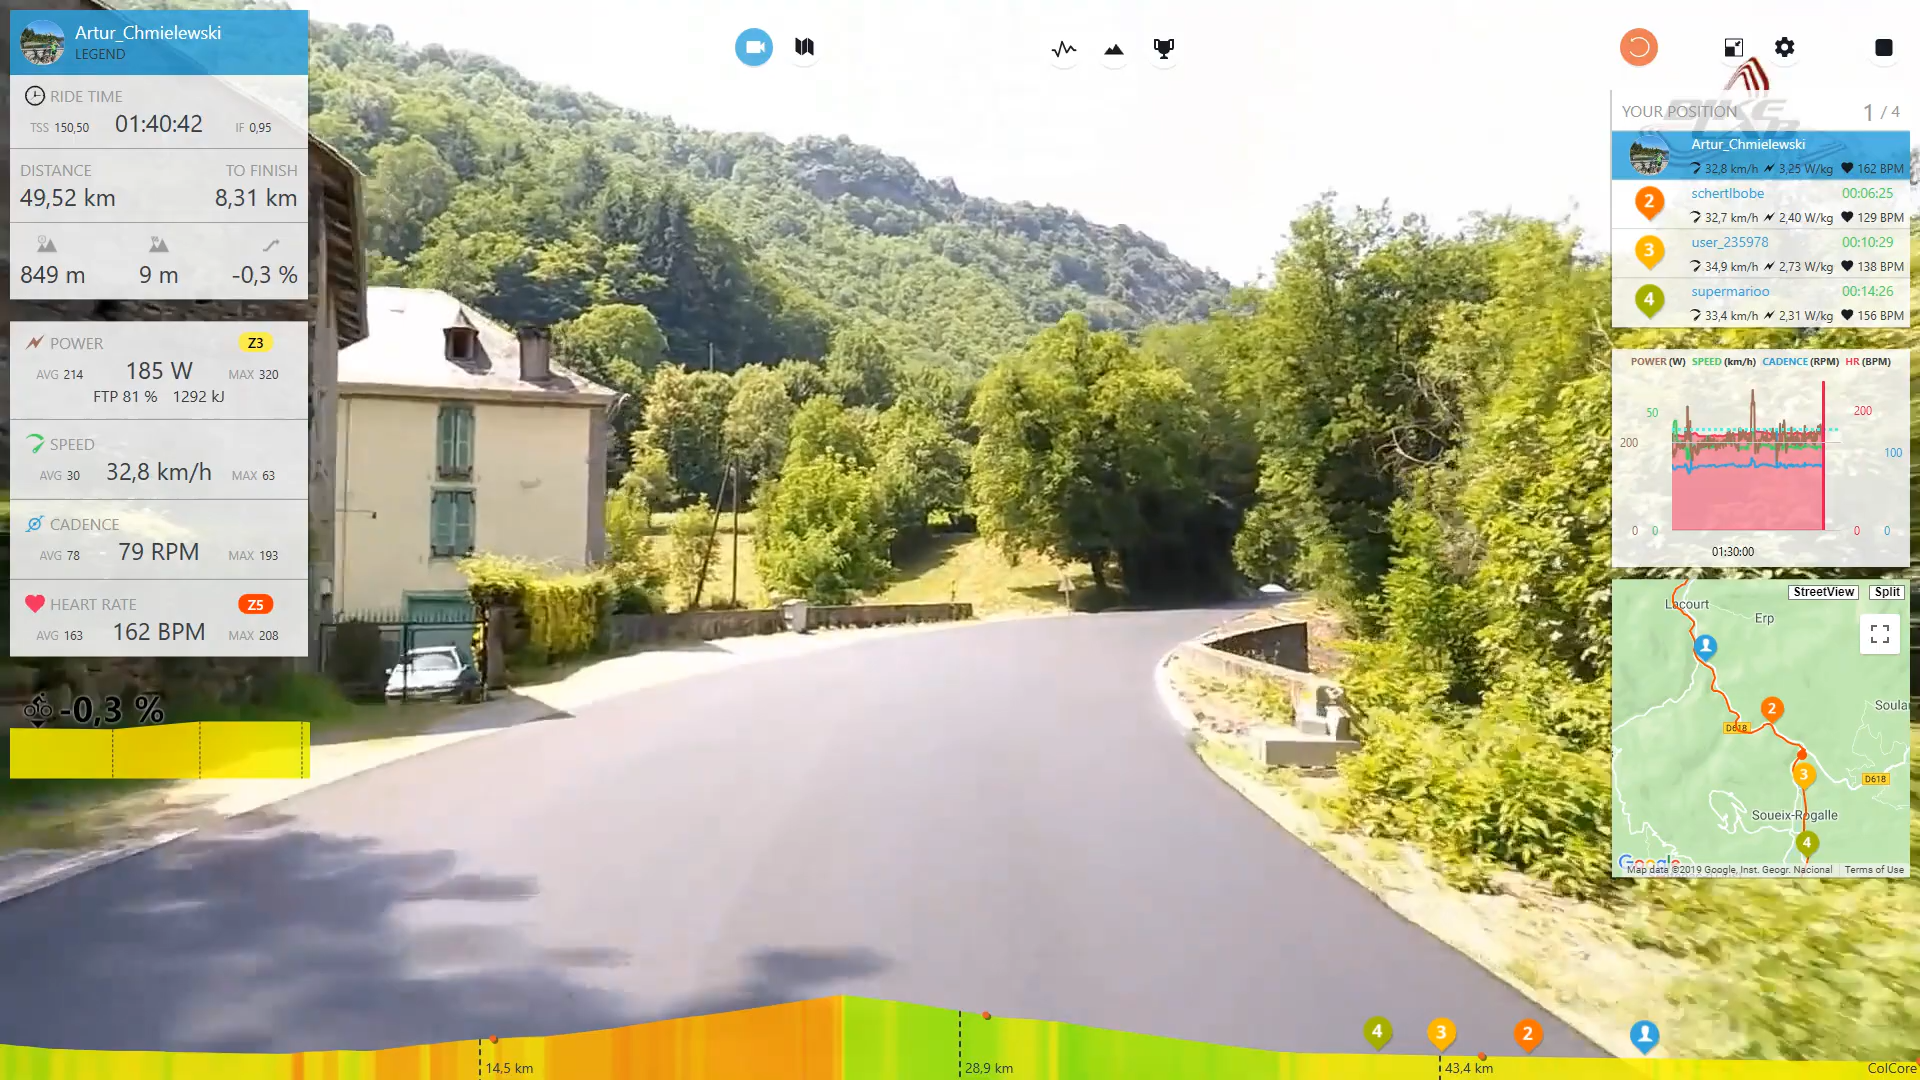 Artur_Chmielewski
LEGEND
RIDE TIME
TSS 150,50 01:40:42 IF 0,95
DISTANCE TO FINISH
49,52 km 8,31 km
849 m 9 m -0,3 %
POWER Z3
AVG 214 185 W MAX 320
FTP 81 % 1292 kJ
SPEED
AVG 30 32,8 km/h MAX 63
CADENCE
AVG 78 79 RPM MAX 193
HEART RATE Z5
AVG 163 162 BPM MAX 208
-0,3 %
YOUR POSITION 1 / 4
Artur_Chmielewski
32,8 km/h 3,25 W/kg 162 BPM
2 schertlbobe 00:06:25
32,7 km/h 2,40 W/kg 129 BPM
3 user_235978 00:10:29
34,9 km/h 2,73 W/kg 138 BPM
4 supermarioo 00:14:26
33,4 km/h 2,31 W/kg 156 BPM
POWER (W) SPEED (km/h) CADENCE (RPM) HR (BPM)
50 200
200 100
0 0 0 0
01:30:00
StreetView Split
Lacourt
Erp
Soula
2
D618
3
D618
Soueix-Rogalle
4
Google
Map data ©2019 Google, Inst. Geogr. Nacional Terms of Use
4 3 2
14,5 km 28,9 km 43,4 km ColCore